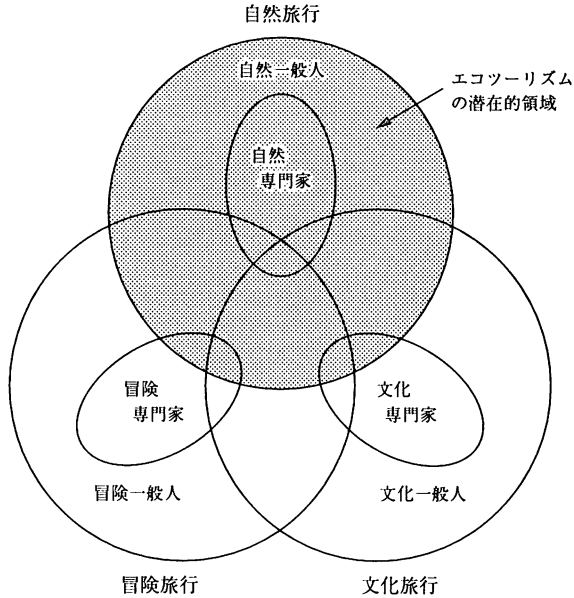 自然旅行
自然一般人
エコツーリズム
の潜在的領域
自然
専門家
冒険
専門家
文化
専門家
冒険一般人
文化一般人
冒険旅行
文化旅行